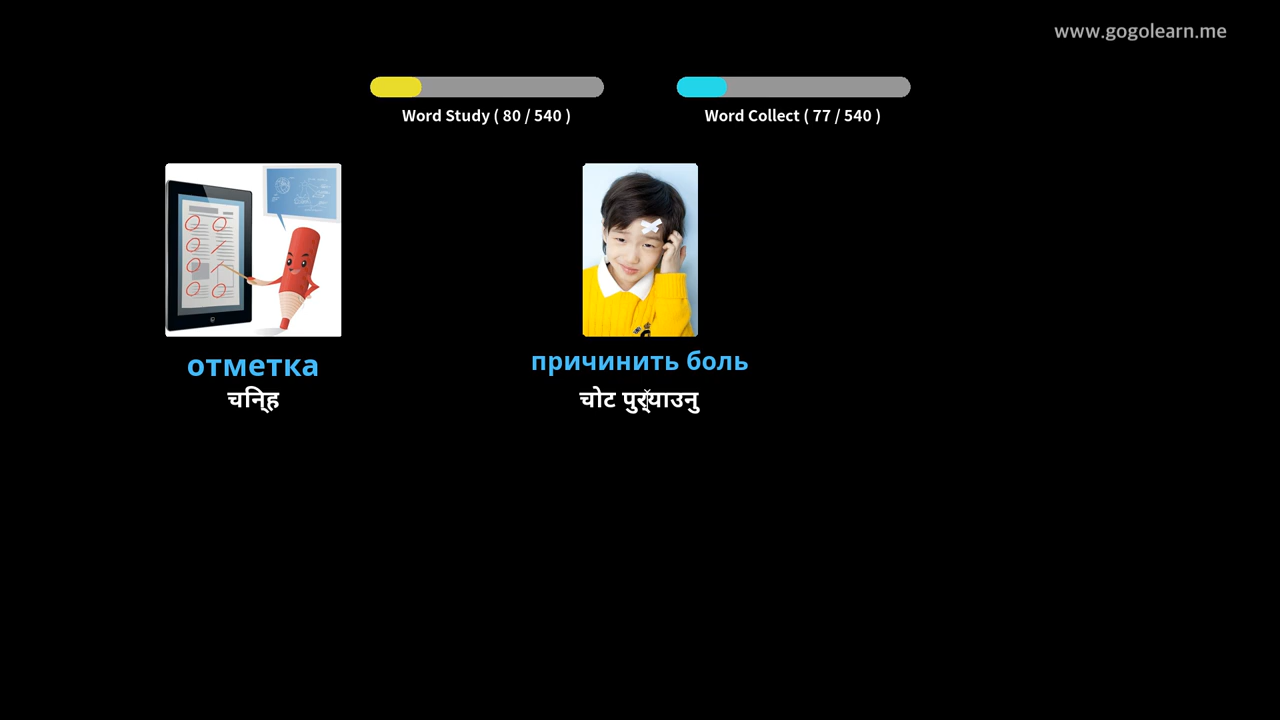 www.gogolearn.me
Word Study ( 80 / 540 )
Word Collect ( 77 / 540 )
отметка
चिन्ह
причинить боль
चोट पुर्‍याउनु